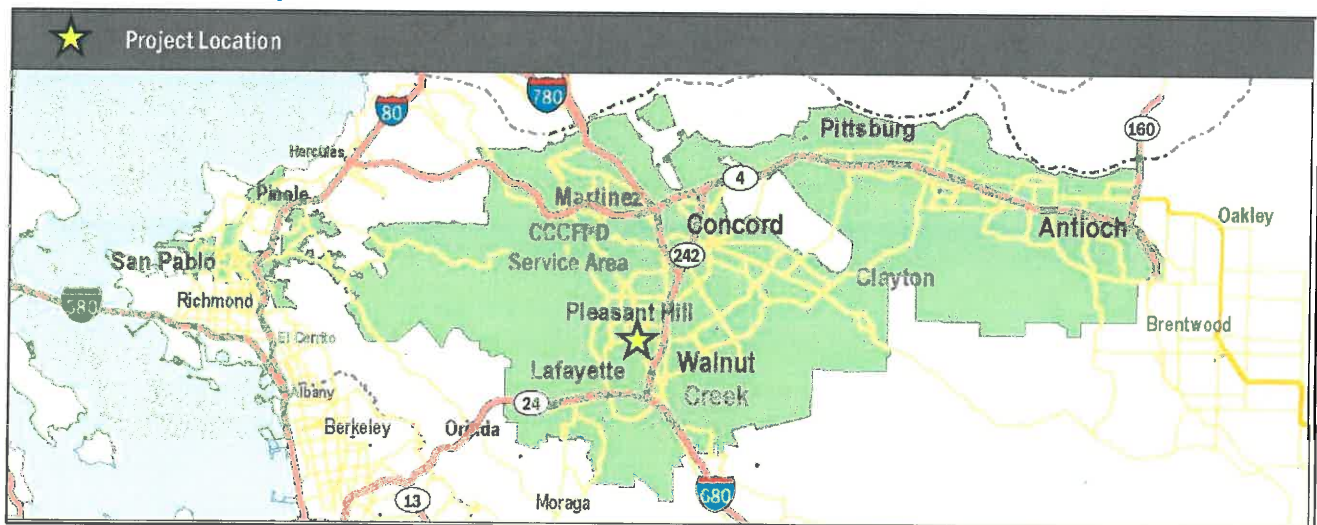 Project Location
780
80
160
Pittsburg
Hercules
4
Pinole
Martinez
Oakley
Concord
Antioch
CCCFPD
Service Area
242
San Pablo
Clayton
Richmond
580
Pleasant Hill
Brentwood
El Cerrito
Walnut
Creek
Lafayette
Albany
24
Berkeley
Orinda
680
13
Moraga